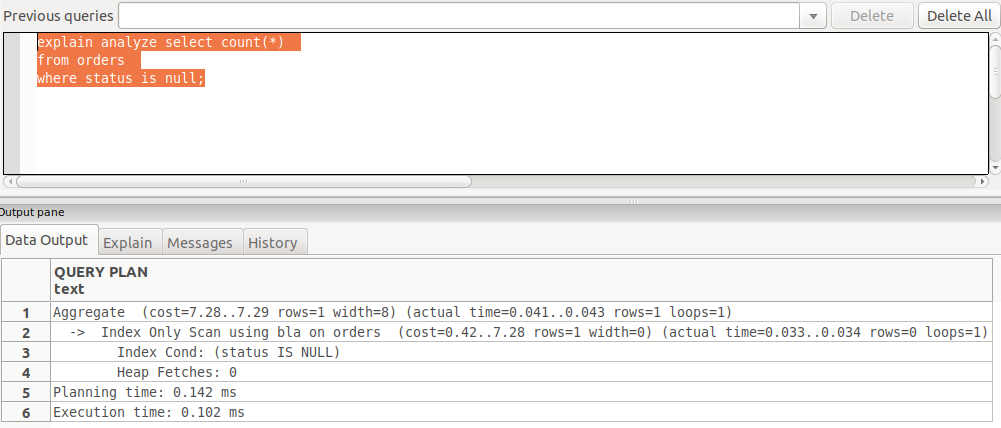 Previous queries Delete Delete All
explain analyze select count(*)
from orders
where status is null;
Output pane
Data Output Explain Messages History
QUERY PLAN
text
1 Aggregate  (cost=7.28..7.29 rows=1 width=8) (actual time=0.041..0.043 rows=1 loops=1)
2   ->  Index Only Scan using bla on orders  (cost=0.42..7.28 rows=1 width=0) (actual time=0.033..0.034 rows=0 loops=1)
3         Index Cond: (status IS NULL)
4         Heap Fetches: 0
5 Planning time: 0.142 ms
6 Execution time: 0.102 ms